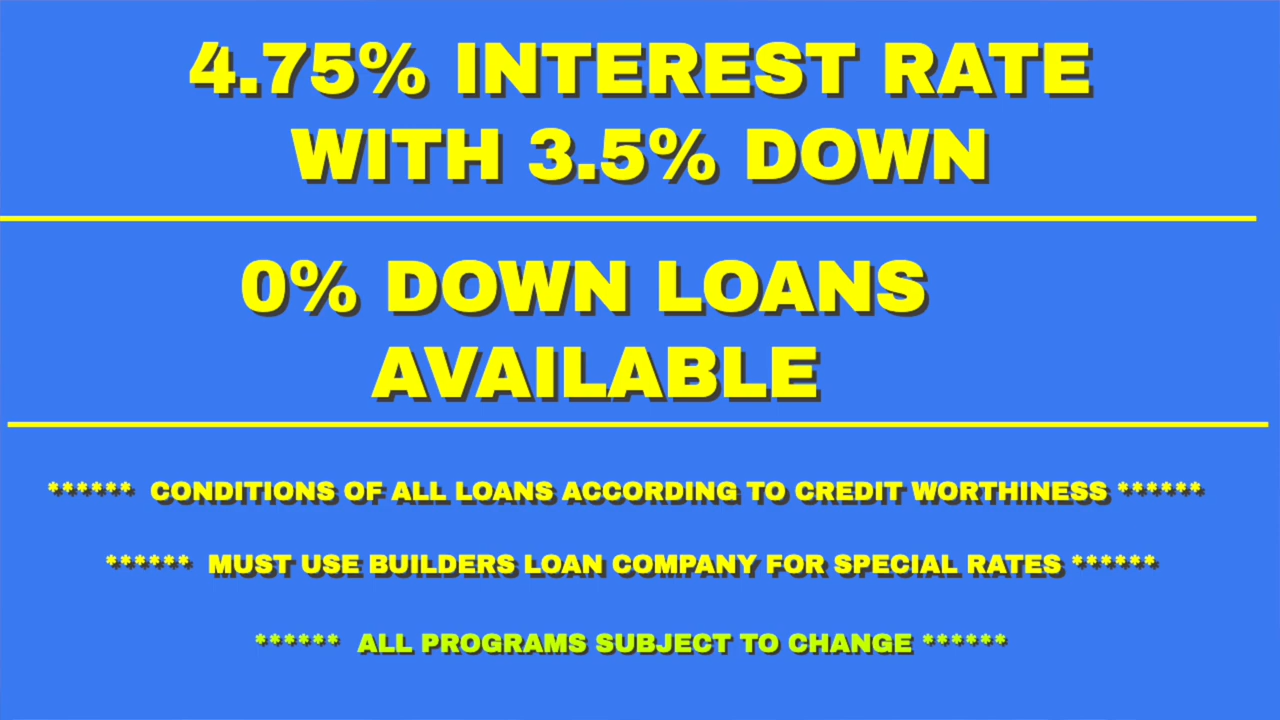 4.75% INTEREST RATE
WITH 3.5% DOWN
0% DOWN LOANS
AVAILABLE
****** CONDITIONS OF ALL LOANS ACCORDING TO CREDIT WORTHINESS ******
****** MUST USE BUILDERS LOAN COMPANY FOR SPECIAL RATES ******
****** ALL PROGRAMS SUBJECT TO CHANGE ******